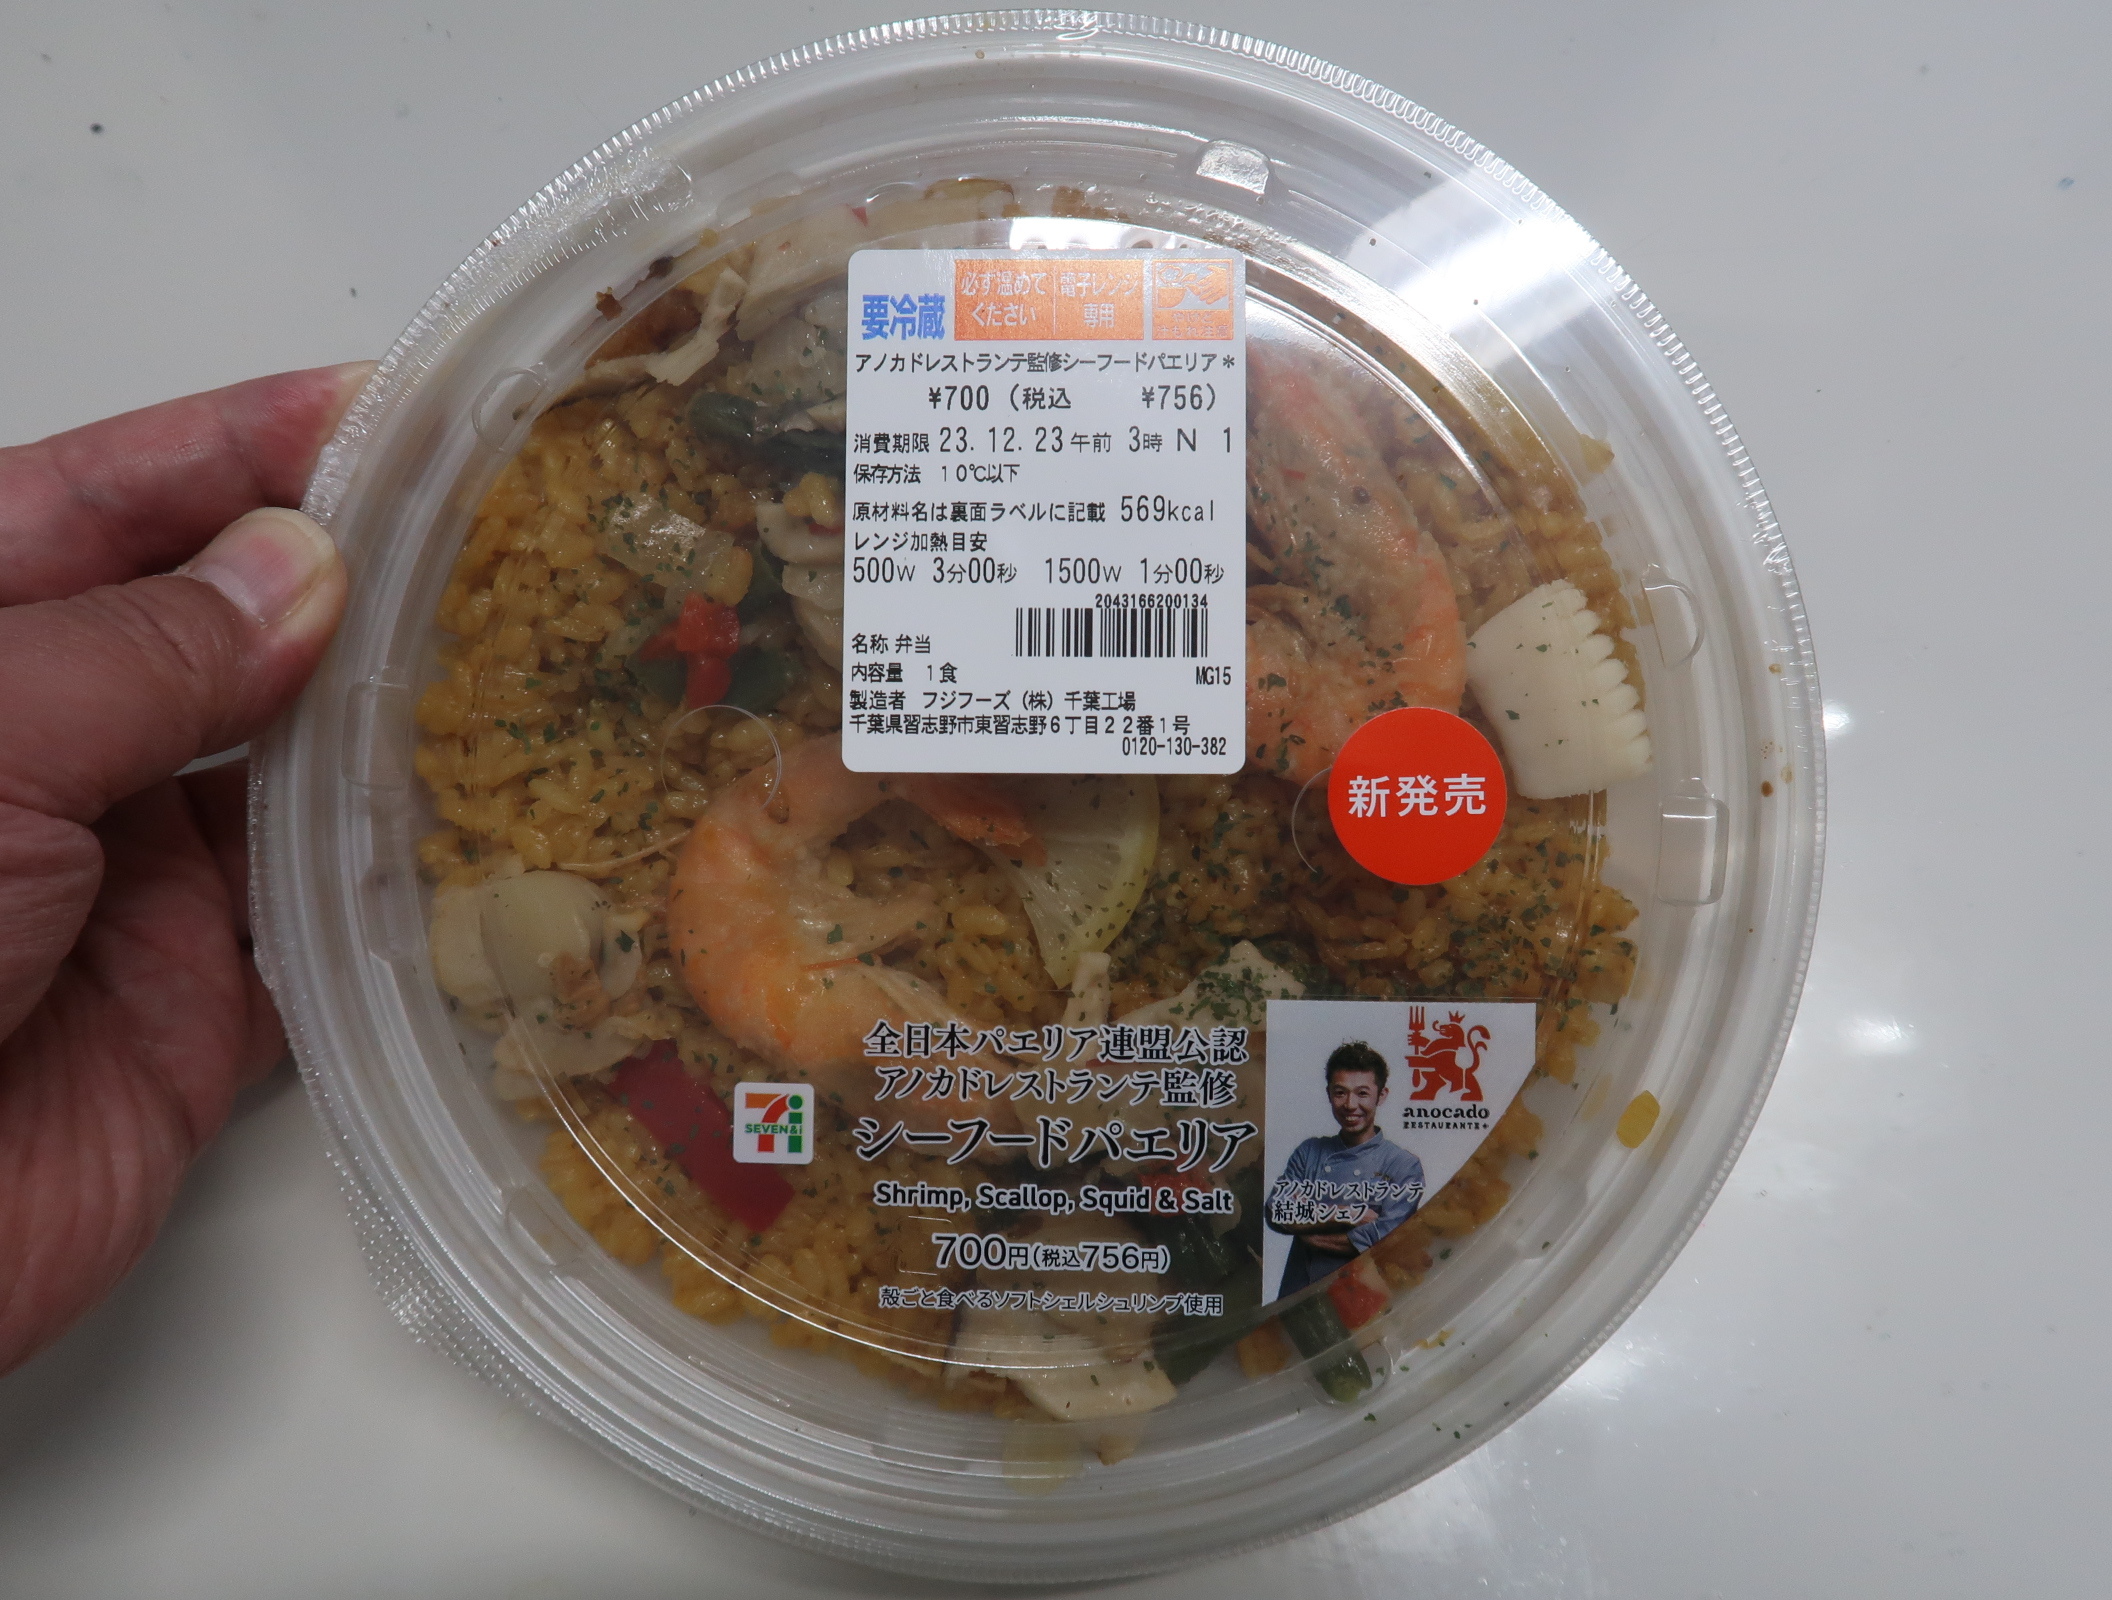 要冷蔵
必ず温めて
ください
電子レンジ
専用
アノカドレストランテ監修シーフードパエリア*
¥700 (税込 ¥756)
消費期限 23.12.23午前 3時 N 1
保存方法 10℃以下
原材料名は裏面ラベルに記載 569kcal
レンジ加熱目安
500W 3分00秒 1500W 1分00秒
2043166200134
名称 弁当
内容量 1食
MG15
製造者 フジフーズ(株)千葉工場
千葉県習志野市東習志野6丁目22番1号
0120-130-382
新発売
全日本パエリア連盟公認
アノカドレストランテ監修
シーフードパエリア
7i
SEVEN&i
Shrimp, Scallop, Squid & Salt
700円(税込756円)
殻ごと食べるソフトシェルシュリンプ使用
anocado
RESTAURANTE+
アノカドレストランテ
結城シェフ